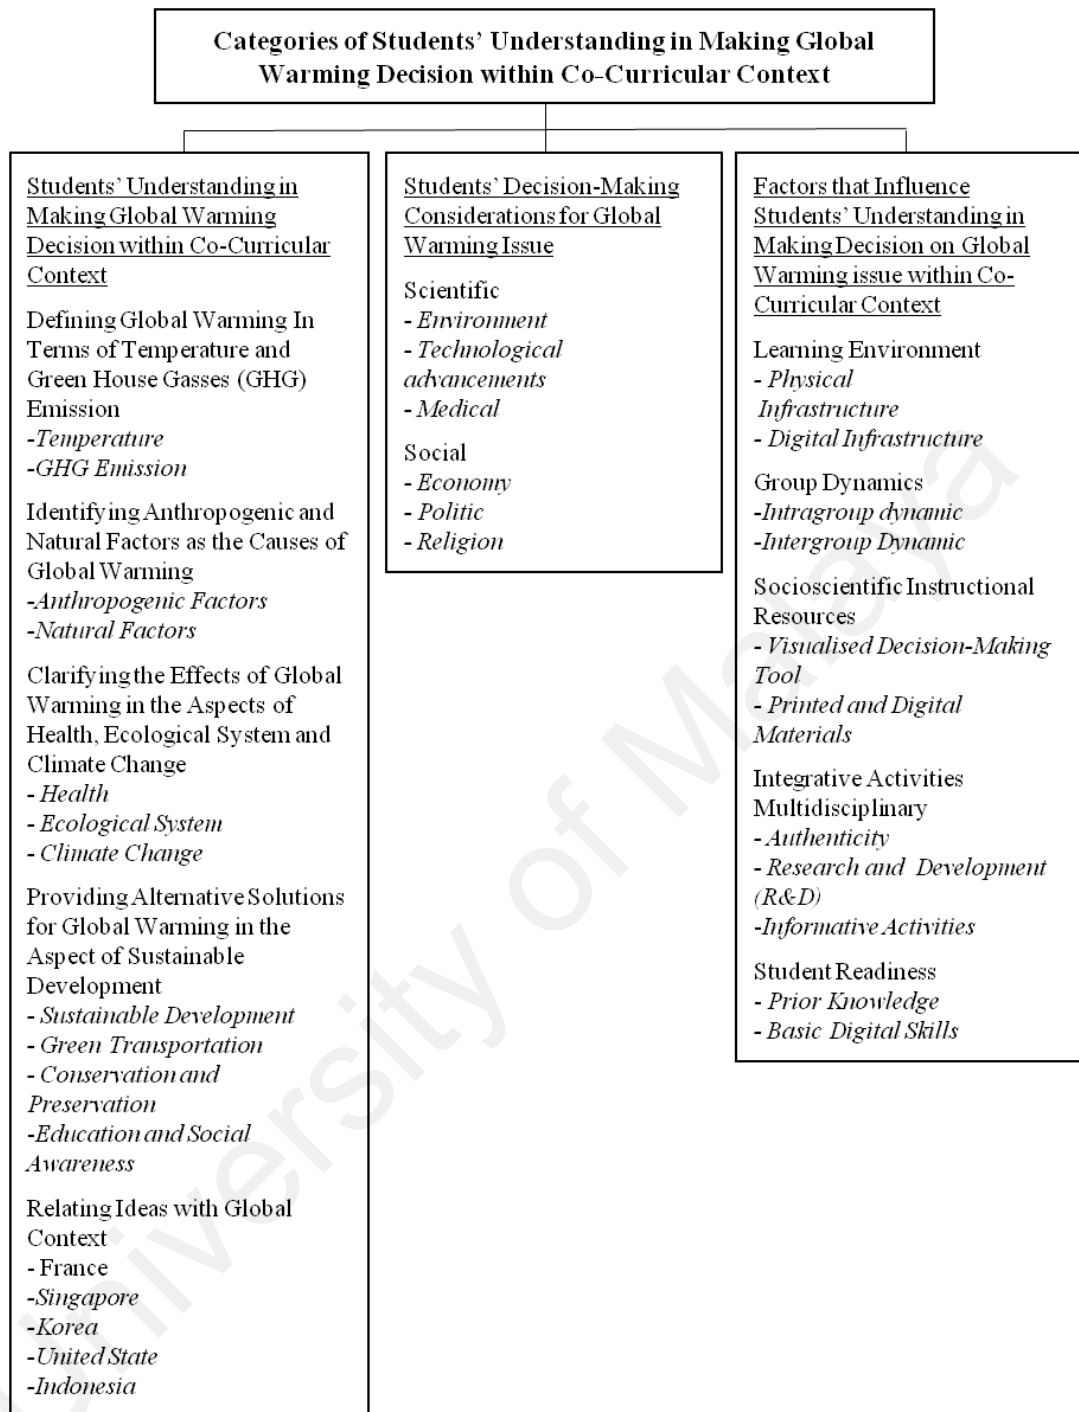 Categories of Students' Understanding in Making Global
Warming Decision within Co-Curricular Context
Students' Understanding in
Making Global Warming
Decision within Co-Curricular
Context
Defining Global Warming In
Terms of Temperature and
Green House Gasses (GHG)
Emission
-Temperature
-GHG Emission
Identifying Anthropogenic and
Natural Factors as the Causes of
Global Warming
-Anthropogenic Factors
-Natural Factors
Clarifying the Effects of Global
Warming in the Aspects of
Health, Ecological System and
Climate Change
- Health
- Ecological System
- Climate Change
Providing Alternative Solutions
for Global Warming in the
Aspect of Sustainable
Development
- Sustainable Development
- Green Transportation
- Conservation and
Preservation
-Education and Social
Awareness
Relating Ideas with Global
Context
- France
-Singapore
-Korea
-United State
-Indonesia
Students' Decision-Making
Considerations for Global
Warming Issue
Scientific
- Environment
- Technological
advancements
- Medical
Social
- Economy
- Politic
- Religion
Factors that Influence
Students' Understanding in
Making Decision on Global
Warming issue within Co-
Curricular Context
Learning Environment
- Physical
Infrastructure
- Digital Infrastructure
Group Dynamics
-Intragroup dynamic
-Intergroup Dynamic
Socioscientific Instructional
Resources
- Visualised Decision-Making
Tool
- Printed and Digital
Materials
Integrative Activities
Multidisciplinary
- Authenticity
- Research and Development
(R&D)
-Informative Activities
Student Readiness
- Prior Knowledge
- Basic Digital Skills
University of Malaya